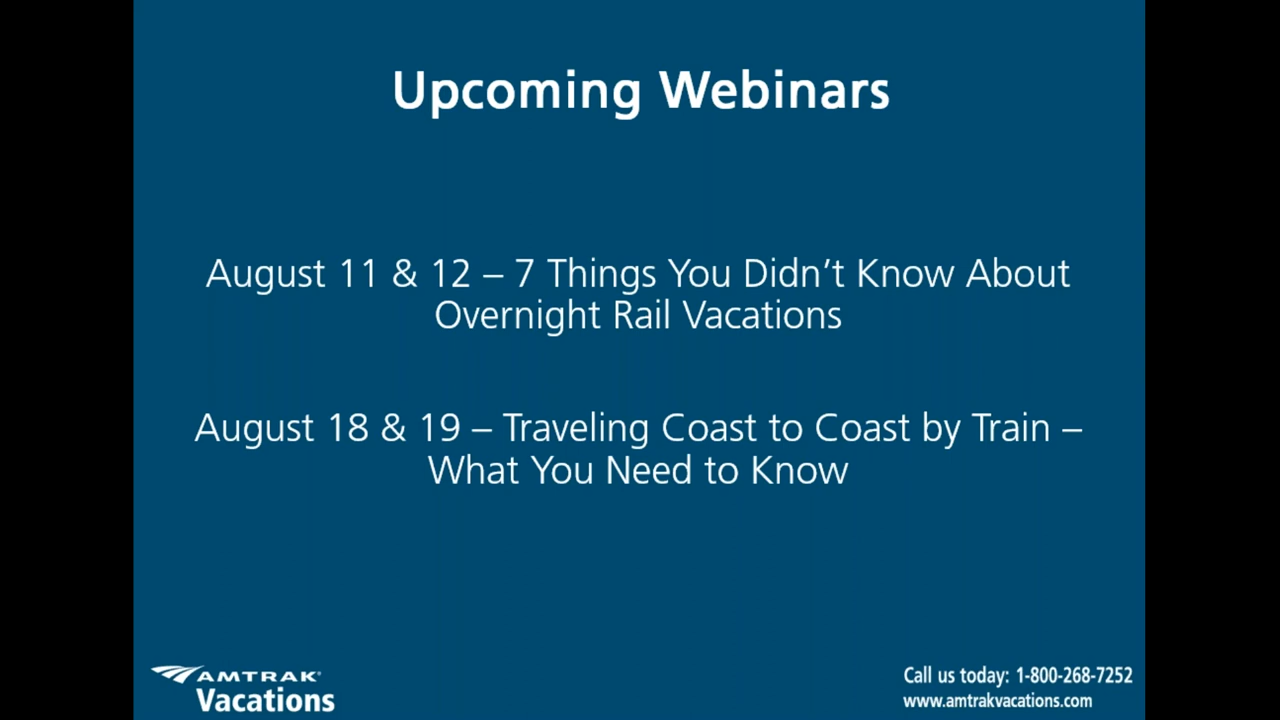 Upcoming Webinars
August 11 & 12 – 7 Things You Didn't Know About
Overnight Rail Vacations
August 18 & 19 – Traveling Coast to Coast by Train –
What You Need to Know
AMTRAK®
Vacations
Call us today: 1-800-268-7252
www.amtrakvacations.com